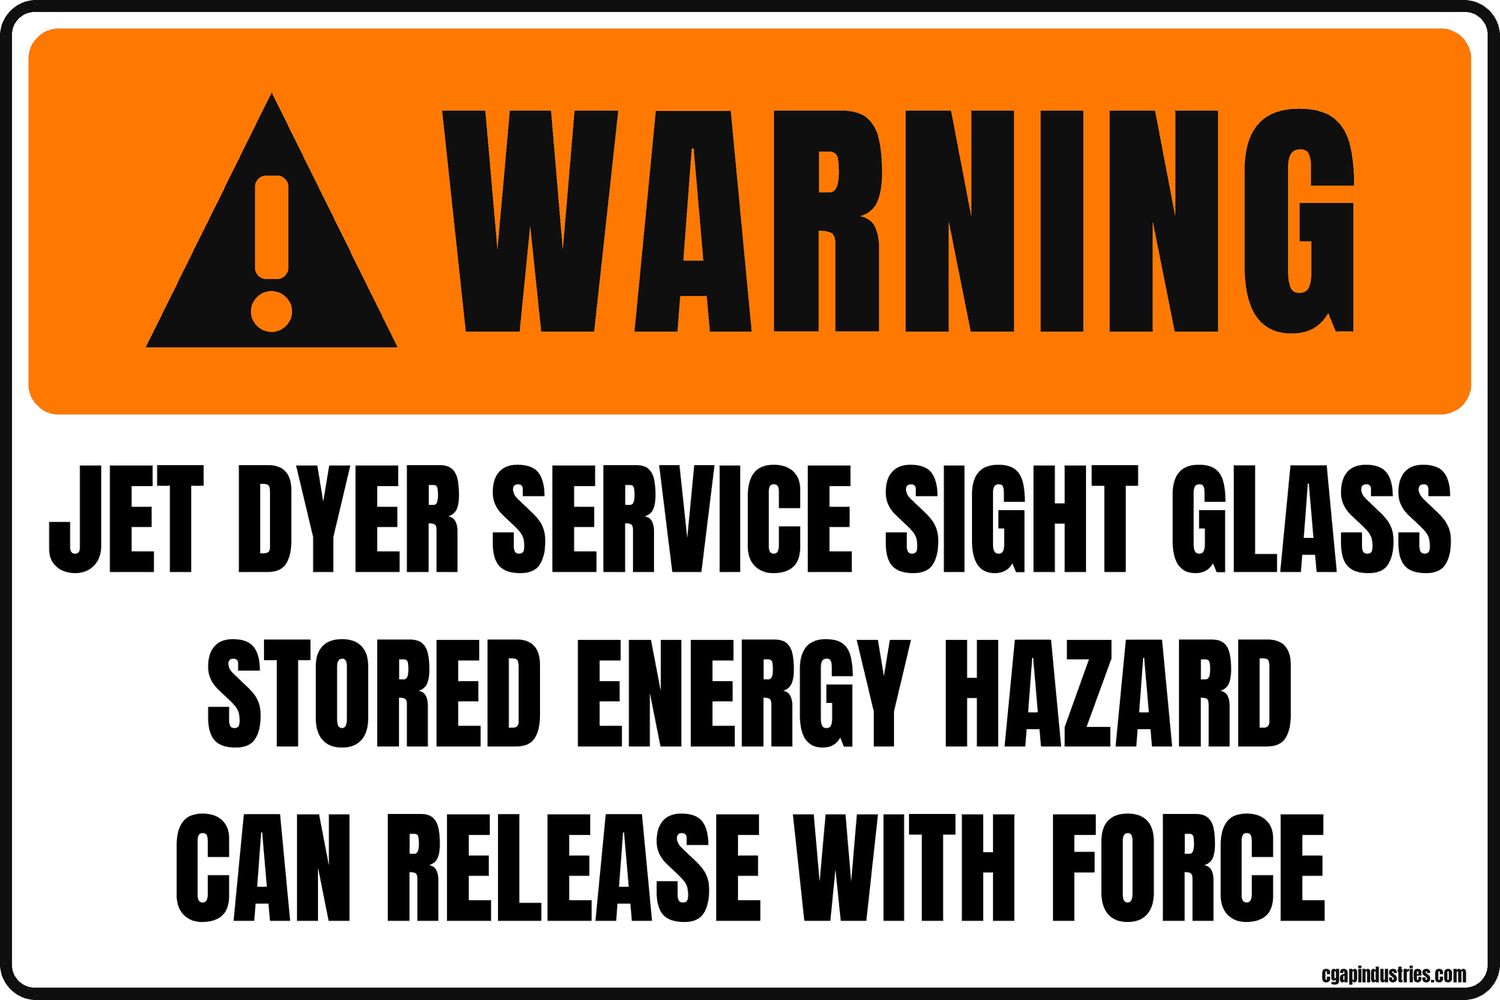 WARNING
JET DYER SERVICE SIGHT GLASS
STORED ENERGY HAZARD
CAN RELEASE WITH FORCE
cgapindustries.com